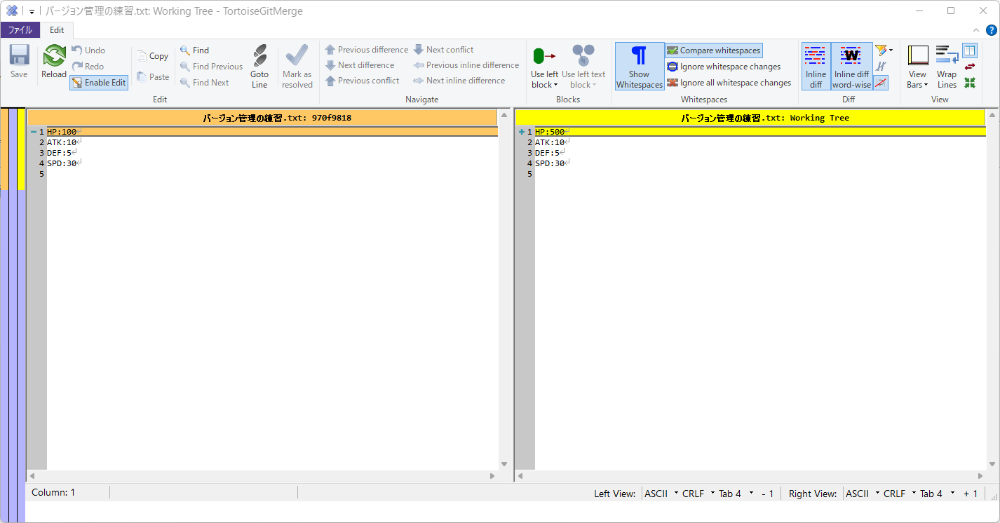 バージョン管理の練習.txt: Working Tree - TortoiseGitMerge
ファイル Edit
Save
Reload
Undo
Redo
Enable Edit
Copy
Paste
Find
Find Previous
Find Next
Goto
Line
Mark as
resolved
Edit
Previous difference
Next difference
Previous conflict
Next conflict
Previous inline difference
Next inline difference
Navigate
Use left
block
Use left text
block
Blocks
Show
Whitespaces
Compare whitespaces
Ignore whitespace changes
Ignore all whitespace changes
Whitespaces
Inline
diff
W
Inline diff
word-wise
Diff
View
Bars
Wrap
Lines
View
?
バージョン管理の練習.txt: 970f9818
1 HP:100
2 ATK:10
3 DEF:5
4 SPD:30
5
バージョン管理の練習.txt: Working Tree
1 HP:500
2 ATK:10
3 DEF:5
4 SPD:30
5
Column: 1
Left View: ASCII CRLF Tab 4 - 1
Right View: ASCII CRLF Tab 4 + 1